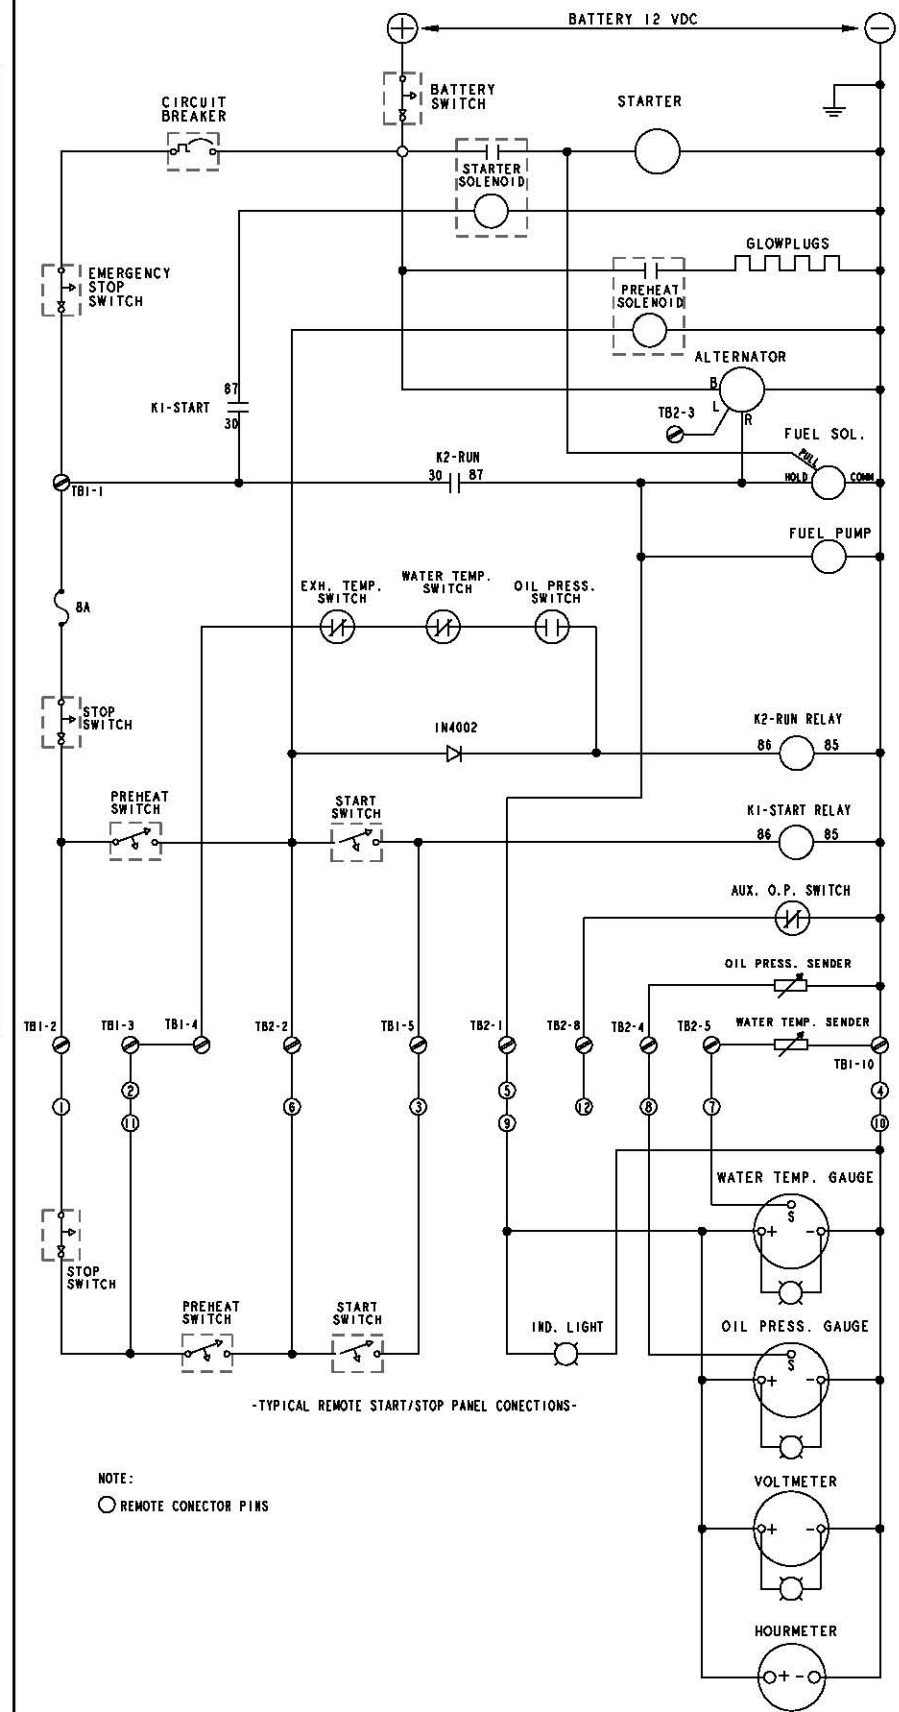 BATTERY 12 VDC
BATTERY
SWITCH
CIRCUIT
BREAKER
STARTER
STARTER
SOLENOID
GLOWPLUGS
EMERGENCY
STOP
SWITCH
PREHEAT
SOLENOID
ALTERNATOR
B
L
R
TB2-3
87
K1-START
30
FUEL SOL.
PULL
HOLD
COMM
K2-RUN
30
87
TB1-1
FUEL PUMP
8A
EXH. TEMP.
SWITCH
WATER TEMP.
SWITCH
OIL PRESS.
SWITCH
STOP
SWITCH
1N4002
K2-RUN RELAY
86
85
PREHEAT
SWITCH
START
SWITCH
K1-START RELAY
86
85
AUX. O.P. SWITCH
OIL PRESS. SENDER
TB1-2
TB1-3
TB1-4
TB2-2
TB1-5
TB2-1
TB2-8
TB2-4
TB2-5
WATER TEMP. SENDER
TB1-10
2
5
4
1
6
3
12
8
7
11
9
10
WATER TEMP. GAUGE
S
+ -
STOP
SWITCH
PREHEAT
SWITCH
START
SWITCH
IND. LIGHT
OIL PRESS. GAUGE
S
+ -
-TYPICAL REMOTE START/STOP PANEL CONECTIONS-
NOTE:
REMOTE CONECTOR PINS
VOLTMETER
+ -
HOURMETER
+ -